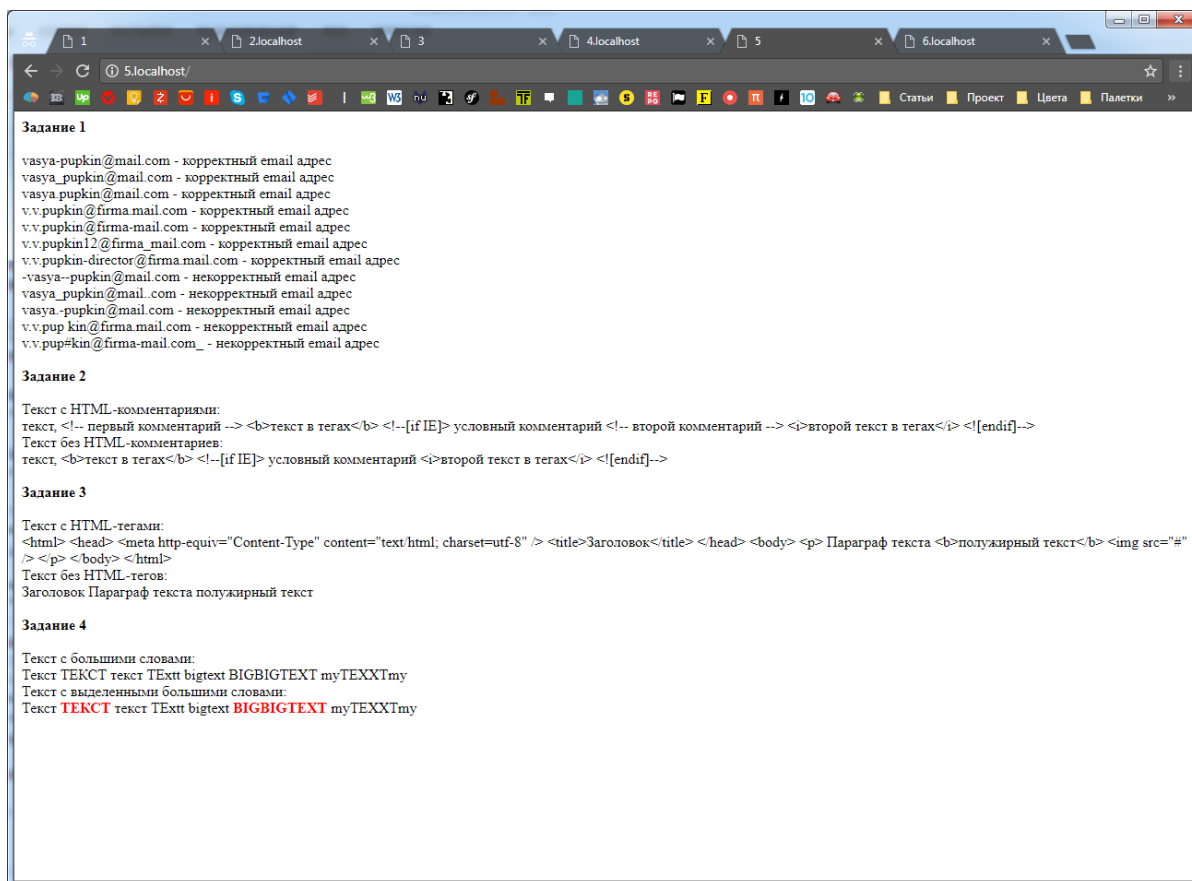 1 2.localhost 3 4.localhost 5 6.localhost
5.localhost/
Статьи Проект Цвета Палетки »
Задание 1
vasya-pupkin@mail.com - корректный email адрес
vasya_pupkin@mail.com - корректный email адрес
vasya.pupkin@mail.com - корректный email адрес
v.v.pupkin@firma.mail.com - корректный email адрес
v.v.pupkin@firma-mail.com - корректный email адрес
v.v.pupkin12@firma_mail.com - корректный email адрес
v.v.pupkin-director@firma.mail.com - корректный email адрес
-vasya--pupkin@mail.com - некорректный email адрес
vasya_pupkin@mail..com - некорректный email адрес
vasya.-pupkin@mail.com - некорректный email адрес
v.v.pup kin@firma.mail.com - некорректный email адрес
v.v.pup#kin@firma-mail.com_ - некорректный email адрес
Задание 2
Текст с HTML-комментариями:
текст, <!-- первый комментарий --> <b>текст в тегах</b> <!--[if IE]> условный комментарий <!-- второй комментарий --> <i>второй текст в тегах</i> <![endif]-->
Текст без HTML-комментариев:
текст, <b>текст в тегах</b> <!--[if IE]> условный комментарий <i>второй текст в тегах</i> <![endif]-->
Задание 3
Текст с HTML-тегами:
<html> <head> <meta http-equiv="Content-Type" content="text/html; charset=utf-8" /> <title>Заголовок</title> </head> <body> <p> Параграф текста <b>полужирный текст</b> <img src="#"
/> </p> </body> </html>
Текст без HTML-тегов:
Заголовок Параграф текста полужирный текст
Задание 4
Текст с большими словами:
Текст ТЕКСТ текст TExtt bigtext BIGBIGTEXT myTEXXTmy
Текст с выделенными большими словами:
Текст ТЕКСТ текст TExtt bigtext BIGBIGTEXT myTEXXTmy